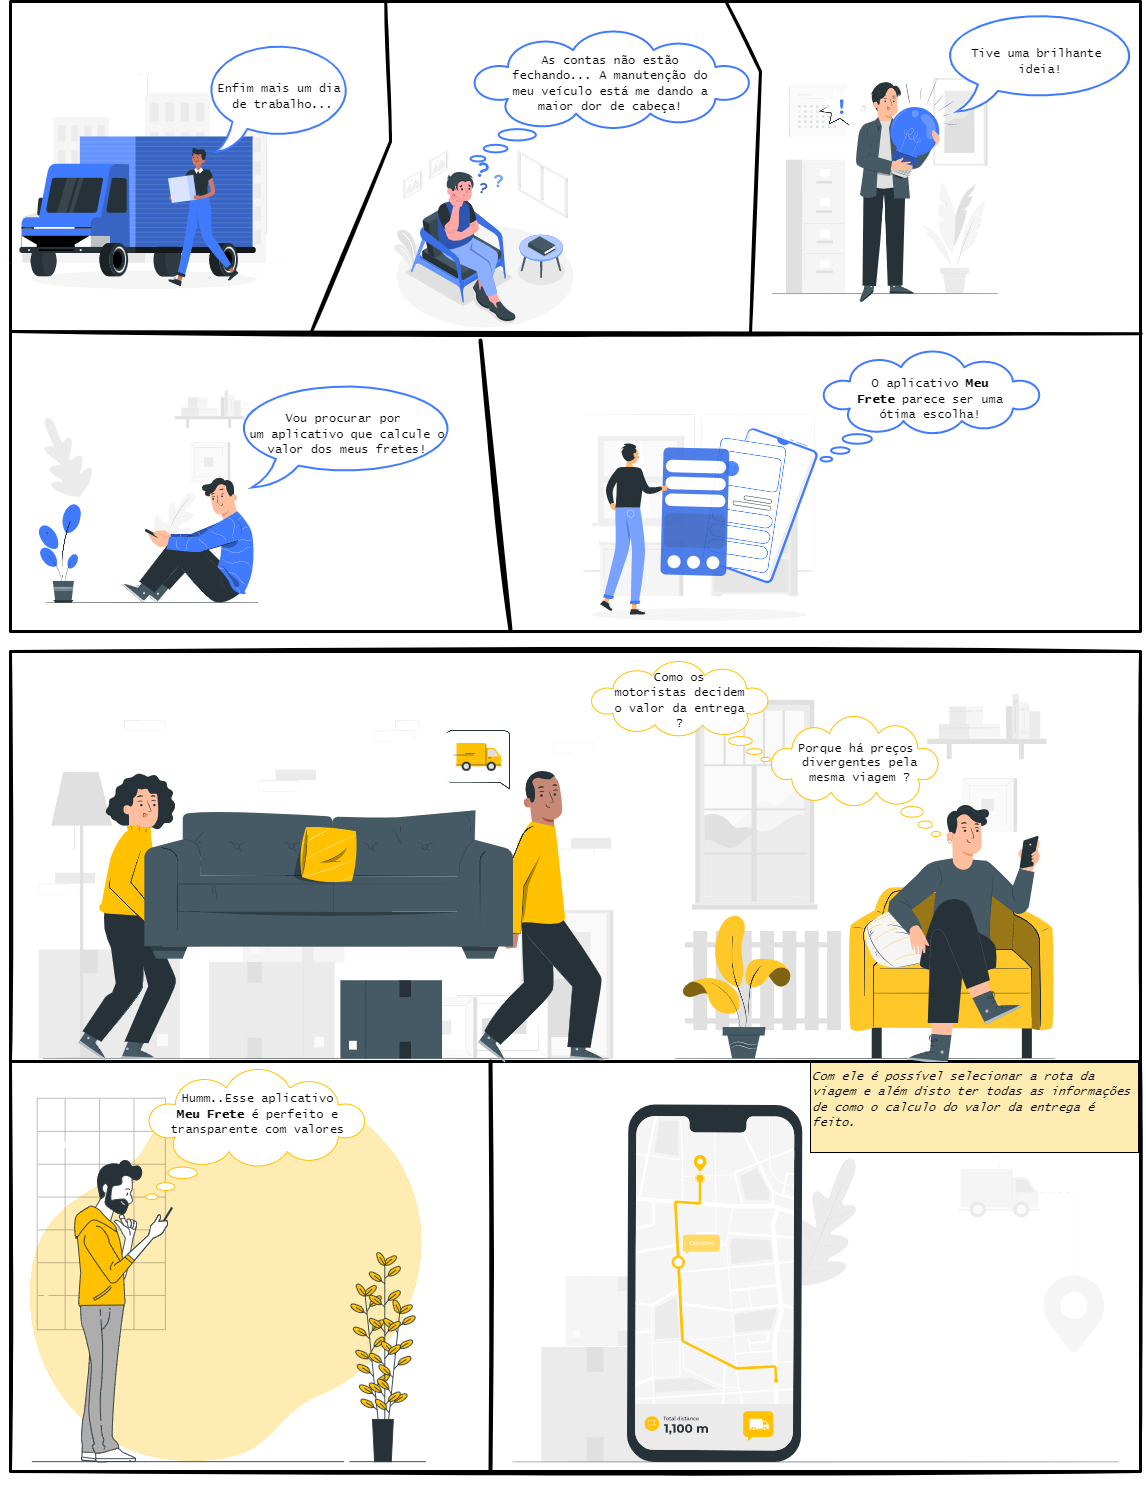 Enfim mais um dia
de trabalho...
As contas não estão
fechando... A manutenção do
meu veículo está me dando a
maior dor de cabeça!
?
?
?
Tive uma brilhante
ideia!
!
Vou procurar por
um aplicativo que calcule o
valor dos meus fretes!
O aplicativo Meu
Frete parece ser uma
ótima escolha!
Como os
motoristas decidem
o valor da entrega
?
Porque há preços
divergentes pela
mesma viagem ?
Humm..Esse aplicativo
Meu Frete é perfeito e
transparente com valores
Com ele é possível selecionar a rota da
viagem e além disto ter todas as informações
de como o calculo do valor da entrega é
feito.
Total distance
1,100 m